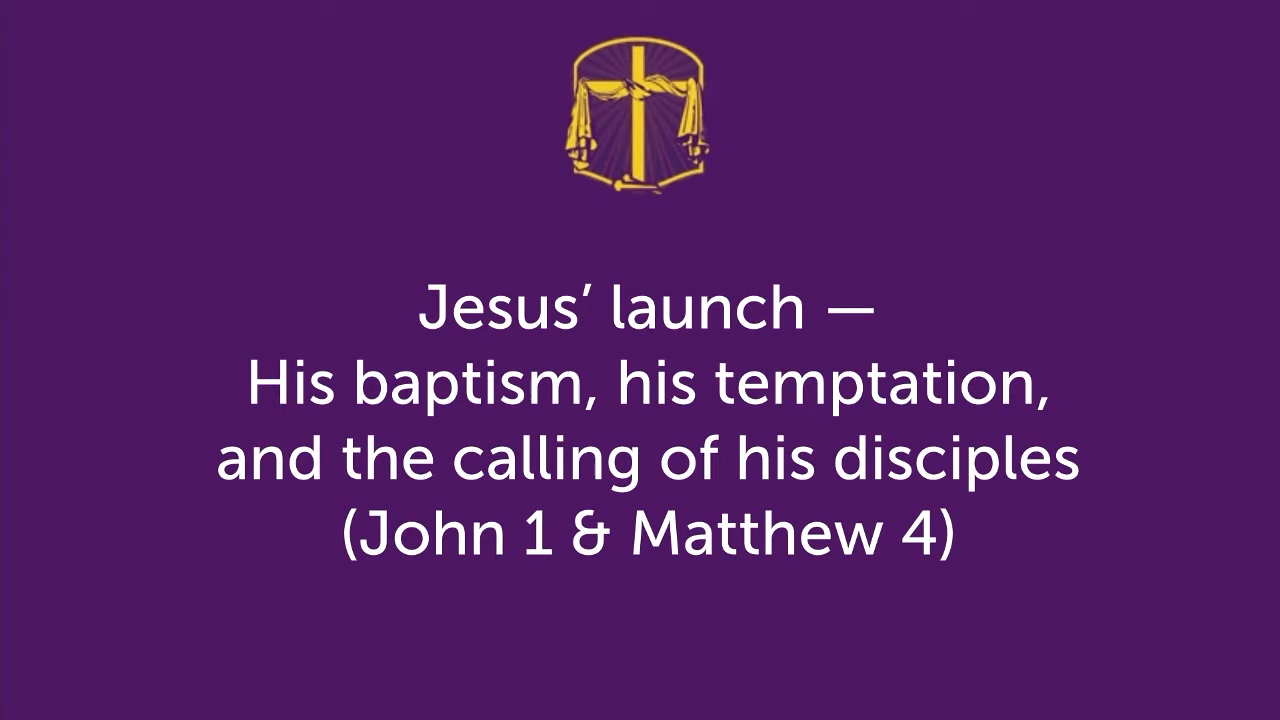 Jesus’ launch —
His baptism, his temptation,
and the calling of his disciples
(John 1 & Matthew 4)